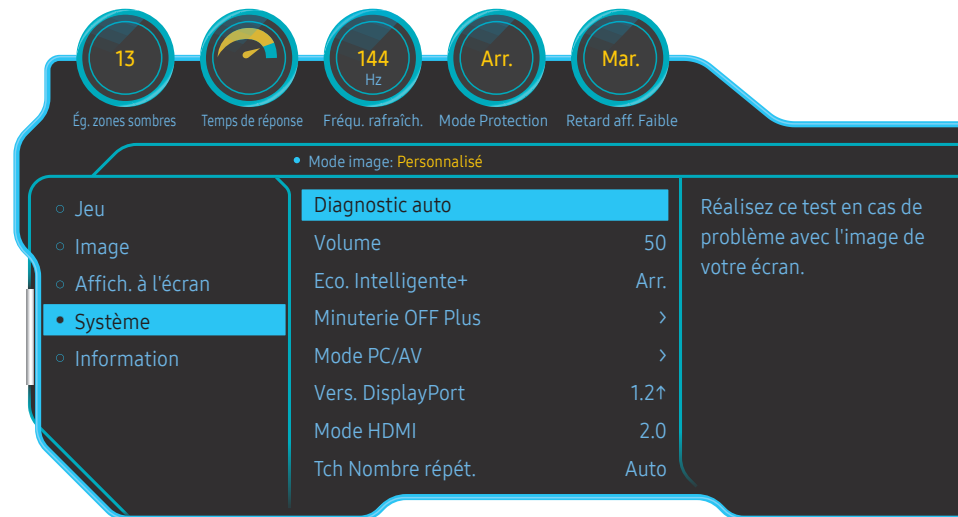 13
144
Hz
Arr.
Mar.
Ég. zones sombres
Temps de réponse
Fréqu. rafraîch.
Mode Protection
Retard aff. Faible
Mode image: Personnalisé
Jeu
Image
Affich. à l'écran
Système
Information
Diagnostic auto
Volume 50
Eco. Intelligente+ Arr.
Minuterie OFF Plus >
Mode PC/AV >
Vers. DisplayPort 1.2↑
Mode HDMI 2.0
Tch Nombre répét. Auto
Réalisez ce test en cas de
problème avec l'image de
votre écran.